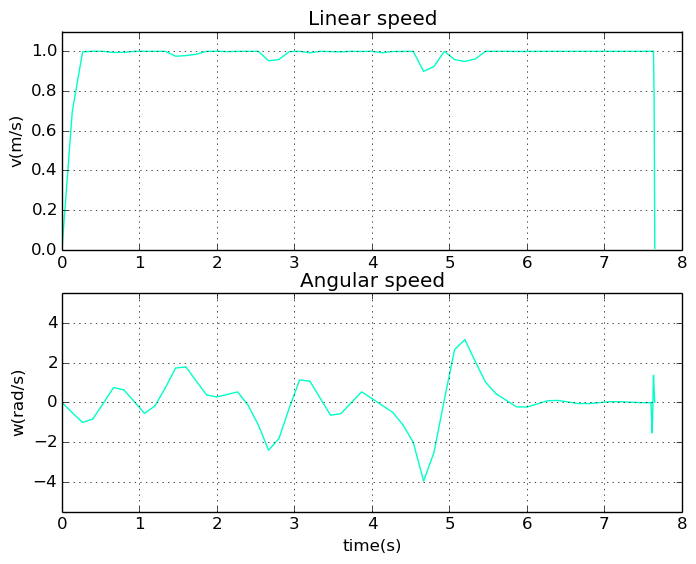 Linear speed
v(m/s)
1.0
0.8
0.6
0.4
0.2
0.0
0 1 2 3 4 5 6 7 8
Angular speed
w(rad/s)
4
2
0
−2
−4
0 1 2 3 4 5 6 7 8
time(s)